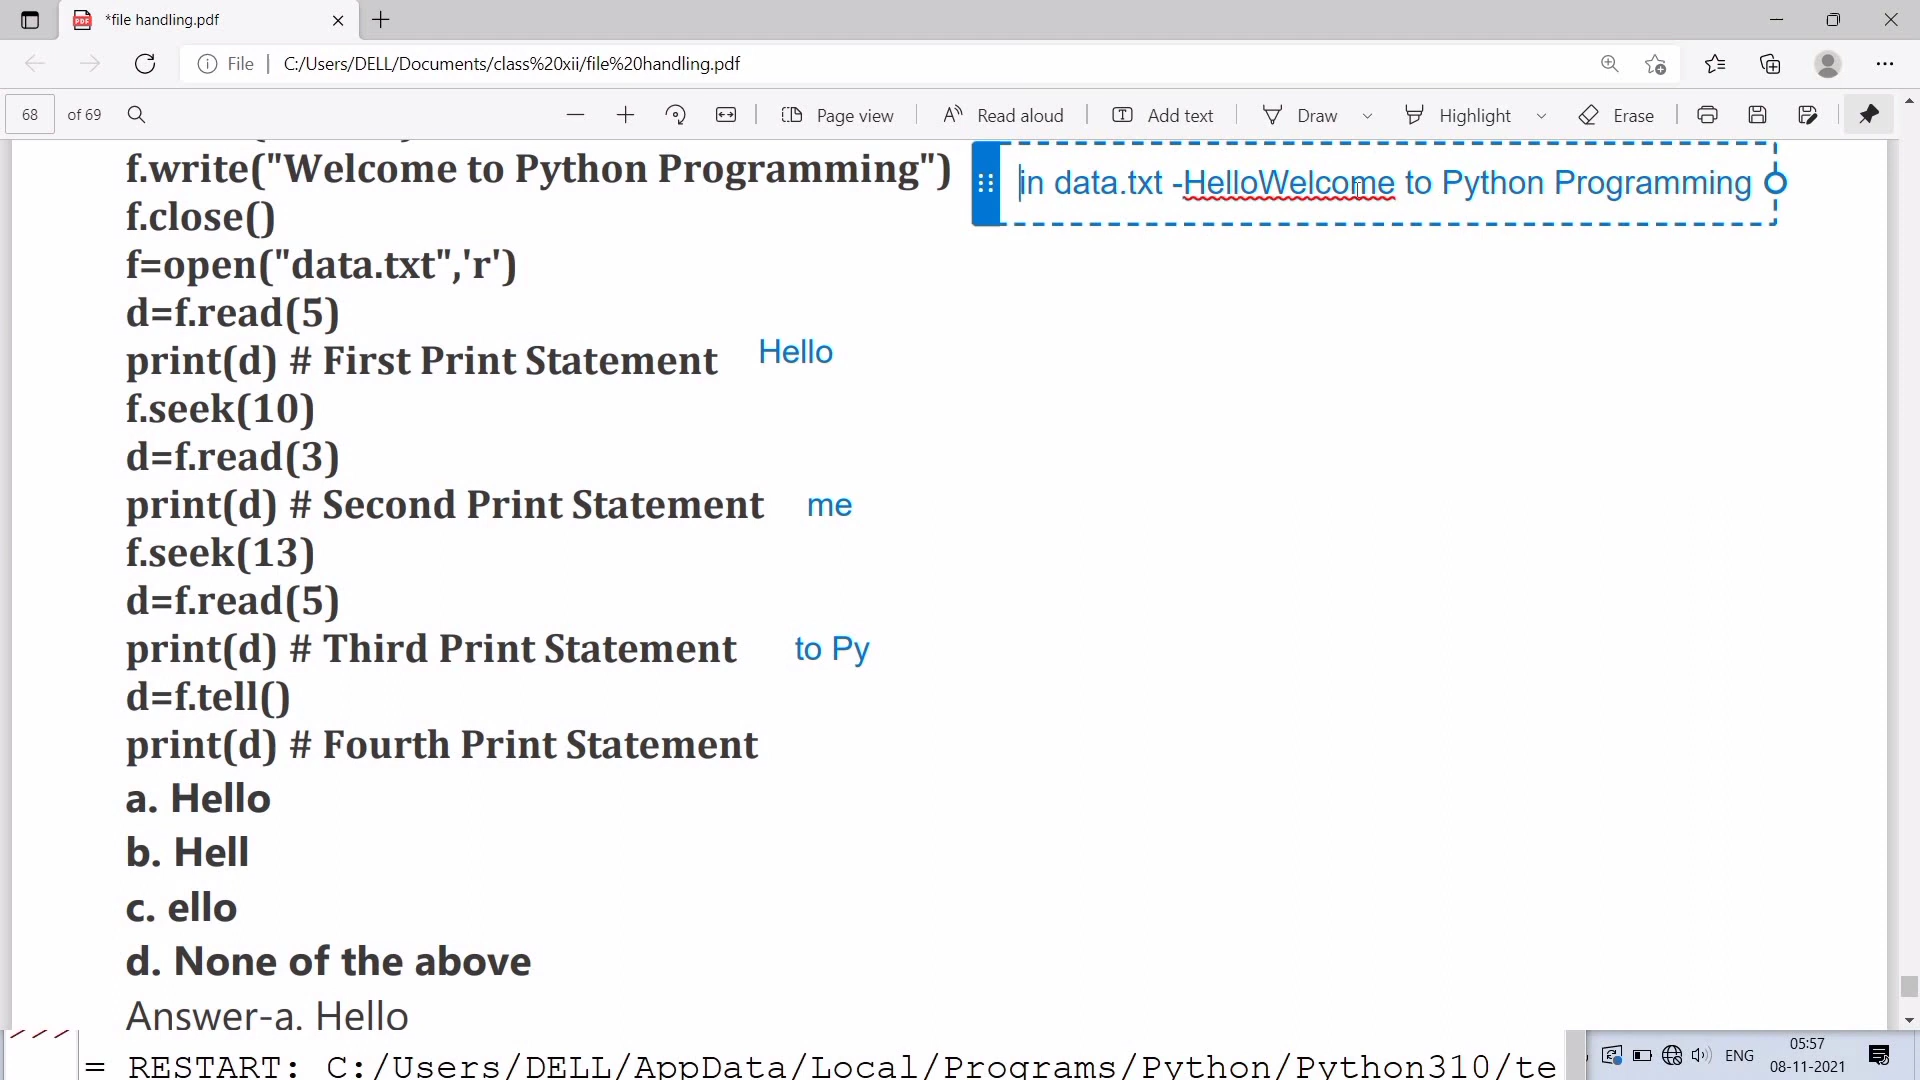 *file handling.pdf
File C:/Users/DELL/Documents/class%20xii/file%20handling.pdf
68 of 69 Page view Read aloud Add text Draw Highlight Erase
f.write("Welcome to Python Programming")
in data.txt -HelloWelcome to Python Programming
f.close()
f=open("data.txt",'r')
d=f.read(5)
print(d) # First Print Statement Hello
f.seek(10)
d=f.read(3)
print(d) # Second Print Statement me
f.seek(13)
d=f.read(5)
print(d) # Third Print Statement to Py
d=f.tell()
print(d) # Fourth Print Statement
a. Hello
b. Hell
c. ello
d. None of the above
Answer-a. Hello
= RESTART: C:/Users/DELL/AppData/Local/Programs/Python/Python310/te
ENG 05:57
08-11-2021